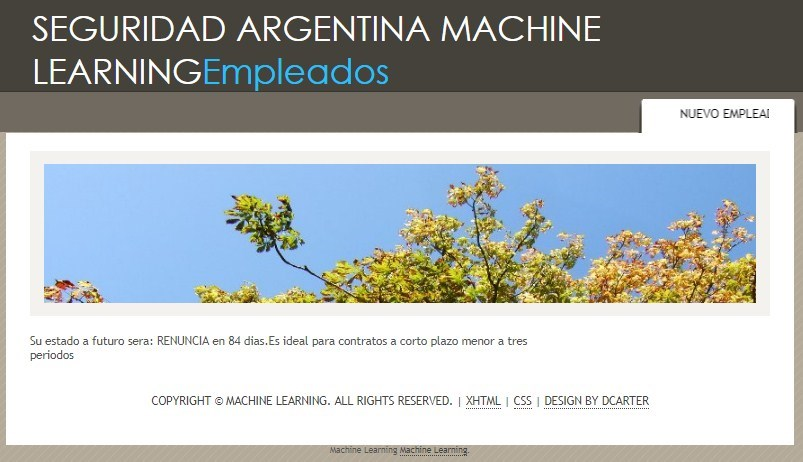 SEGURIDAD ARGENTINA MACHINE
LEARNINGEmpleados
NUEVO EMPLEAD
Su estado a futuro sera: RENUNCIA en 84 dias.Es ideal para contratos a corto plazo menor a tres
periodos
COPYRIGHT © MACHINE LEARNING. ALL RIGHTS RESERVED. | XHTML | CSS | DESIGN BY DCARTER
Machine Learning Machine Learning.